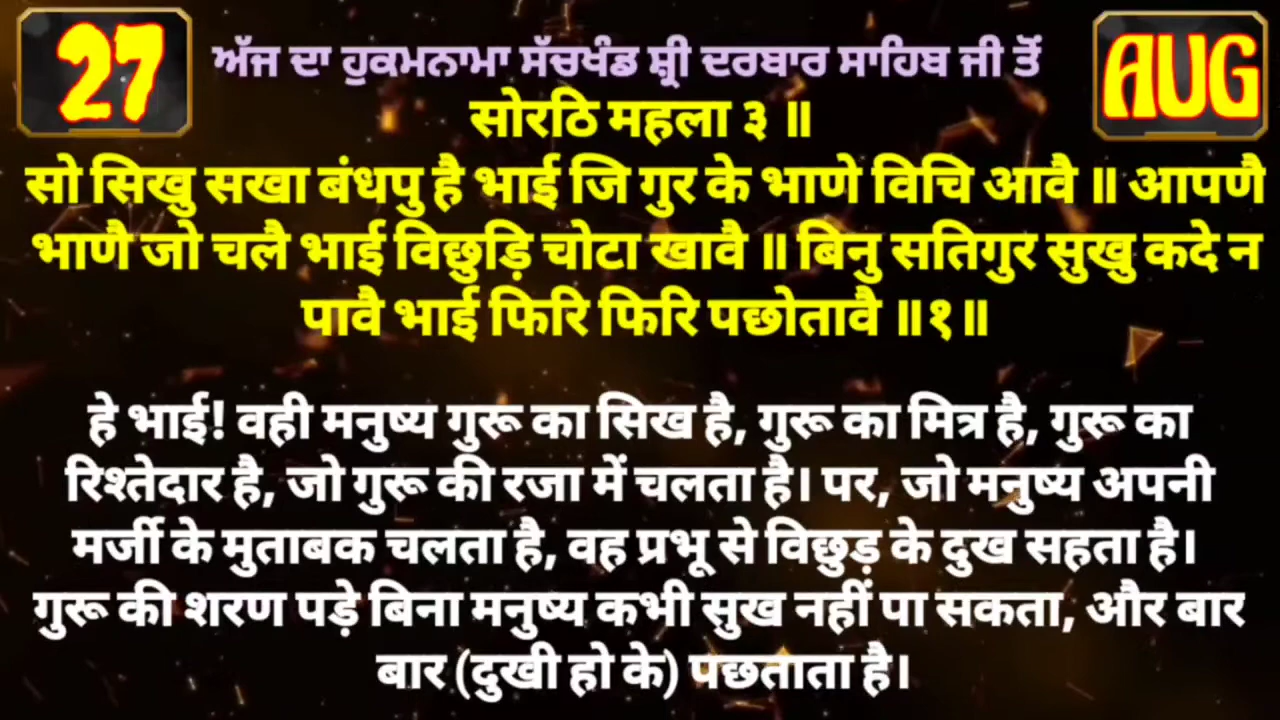 27
ਅੱਜ ਦਾ ਹੁਕਮਨਾਮਾ ਸੱਚਖੰਡ ਸ਼੍ਰੀ ਦਰਬਾਰ ਸਾਹਿਬ ਜੀ ਤੋਂ
AUG
सोरठि महला ३ ॥
सो सिखु सखा बंधपु है भाई जि गुर के भाणे विचि आवै ॥ आपणै
भाणै जो चलै भाई विछुड़ि चोटा खावै ॥ बिनु सतिगुर सुखु कदे न
पावै भाई फिरि फिरि पछोतावै ॥१॥
हे भाई! वही मनुष्य गुरू का सिख है, गुरू का मित्र है, गुरू का
रिश्तेदार है, जो गुरू की रजा में चलता है। पर, जो मनुष्य अपनी
मर्जी के मुताबक चलता है, वह प्रभू से विछुड़ के दुख सहता है।
गुरू की शरण पड़े बिना मनुष्य कभी सुख नहीं पा सकता, और बार
बार (दुखी हो के) पछताता है।